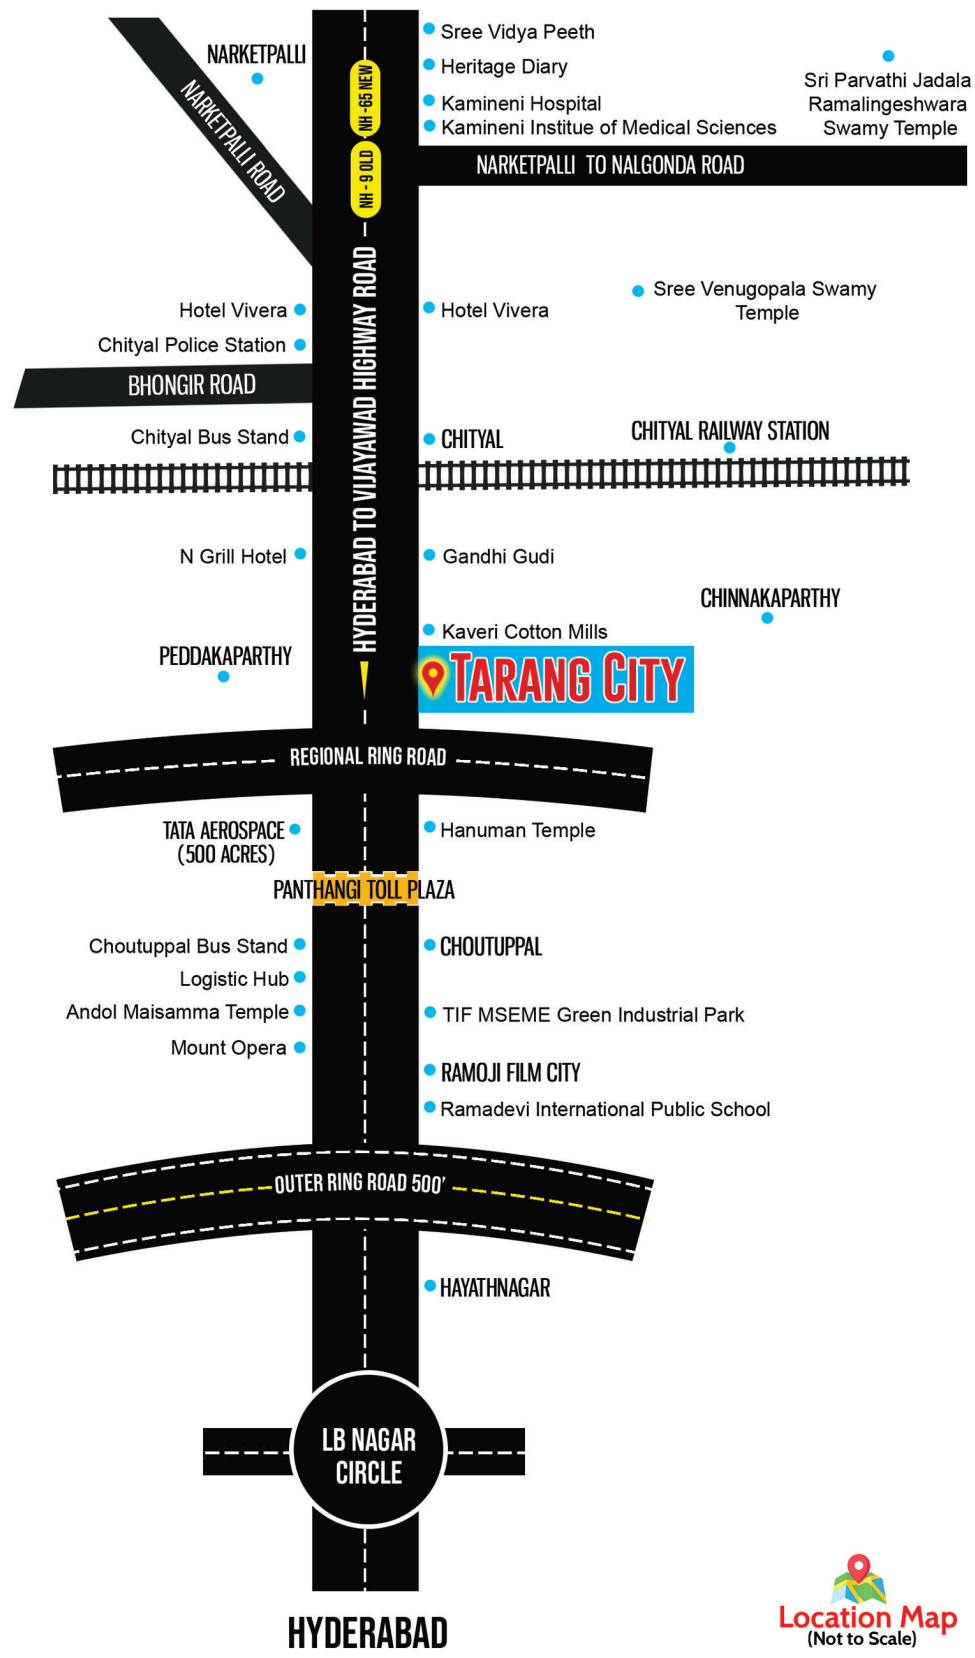 Sree Vidya Peeth
NARKETPALLI
Heritage Diary
Sri Parvathi Jadala
Ramalingeshwara
Swamy Temple
NH -65 NEW
Kamineni Hospital
Kamineni Institue of Medical Sciences
NARKETPALLI ROAD
NH - 9 OLD
NARKETPALLI TO NALGONDA ROAD
HYDERABAD TO VIJAYAWAD HIGHWAY ROAD
Hotel Vivera
Hotel Vivera
Sree Venugopala Swamy
Temple
Chityal Police Station
BHONGIR ROAD
Chityal Bus Stand
CHITYAL
CHITYAL RAILWAY STATION
N Grill Hotel
Gandhi Gudi
CHINNAKAPARTHY
Kaveri Cotton Mills
PEDDAKAPARTHY
TARANG CITY
REGIONAL RING ROAD
TATA AEROSPACE
(500 ACRES)
Hanuman Temple
PANTHANGI TOLL PLAZA
Choutuppal Bus Stand
CHOUTUPPAL
Logistic Hub
Andol Maisamma Temple
TIF MSEME Green Industrial Park
Mount Opera
RAMOJI FILM CITY
Ramadevi International Public School
OUTER RING ROAD 500'
HAYATHNAGAR
LB NAGAR
CIRCLE
HYDERABAD
Location Map
(Not to Scale)